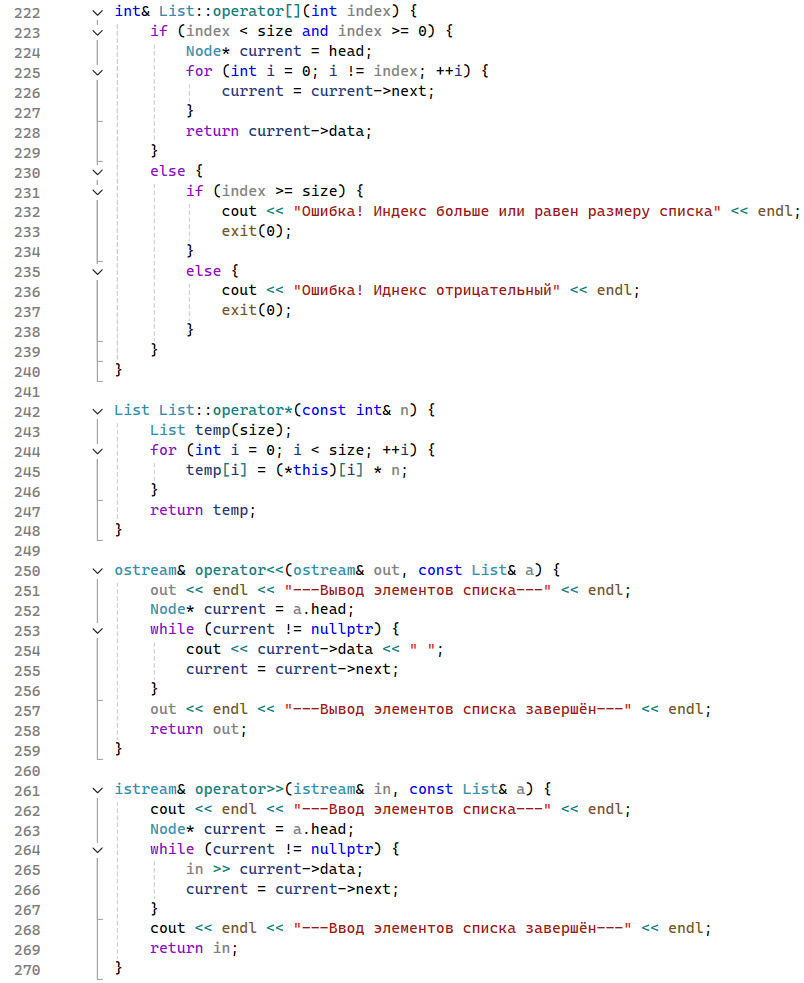 222 int& List::operator[](int index) {
223     if (index < size and index >= 0) {
224         Node* current = head;
225         for (int i = 0; i != index; ++i) {
226             current = current->next;
227         }
228         return current->data;
229     }
230     else {
231         if (index >= size) {
232             cout << "Ошибка! Индекс больше или равен размеру списка" << endl;
233             exit(0);
234         }
235         else {
236             cout << "Ошибка! Иднекс отрицательный" << endl;
237             exit(0);
238         }
239     }
240 }
241
242 List List::operator*(const int& n) {
243     List temp(size);
244     for (int i = 0; i < size; ++i) {
245         temp[i] = (*this)[i] * n;
246     }
247     return temp;
248 }
249
250 ostream& operator<<(ostream& out, const List& a) {
251     out << endl << "---Вывод элементов списка---" << endl;
252     Node* current = a.head;
253     while (current != nullptr) {
254         cout << current->data << " ";
255         current = current->next;
256     }
257     out << endl << "---Вывод элементов списка завершён---" << endl;
258     return out;
259 }
260
261 istream& operator>>(istream& in, const List& a) {
262     cout << endl << "---Ввод элементов списка---" << endl;
263     Node* current = a.head;
264     while (current != nullptr) {
265         in >> current->data;
266         current = current->next;
267     }
268     cout << endl << "---Ввод элементов списка завершён---" << endl;
269     return in;
270 }